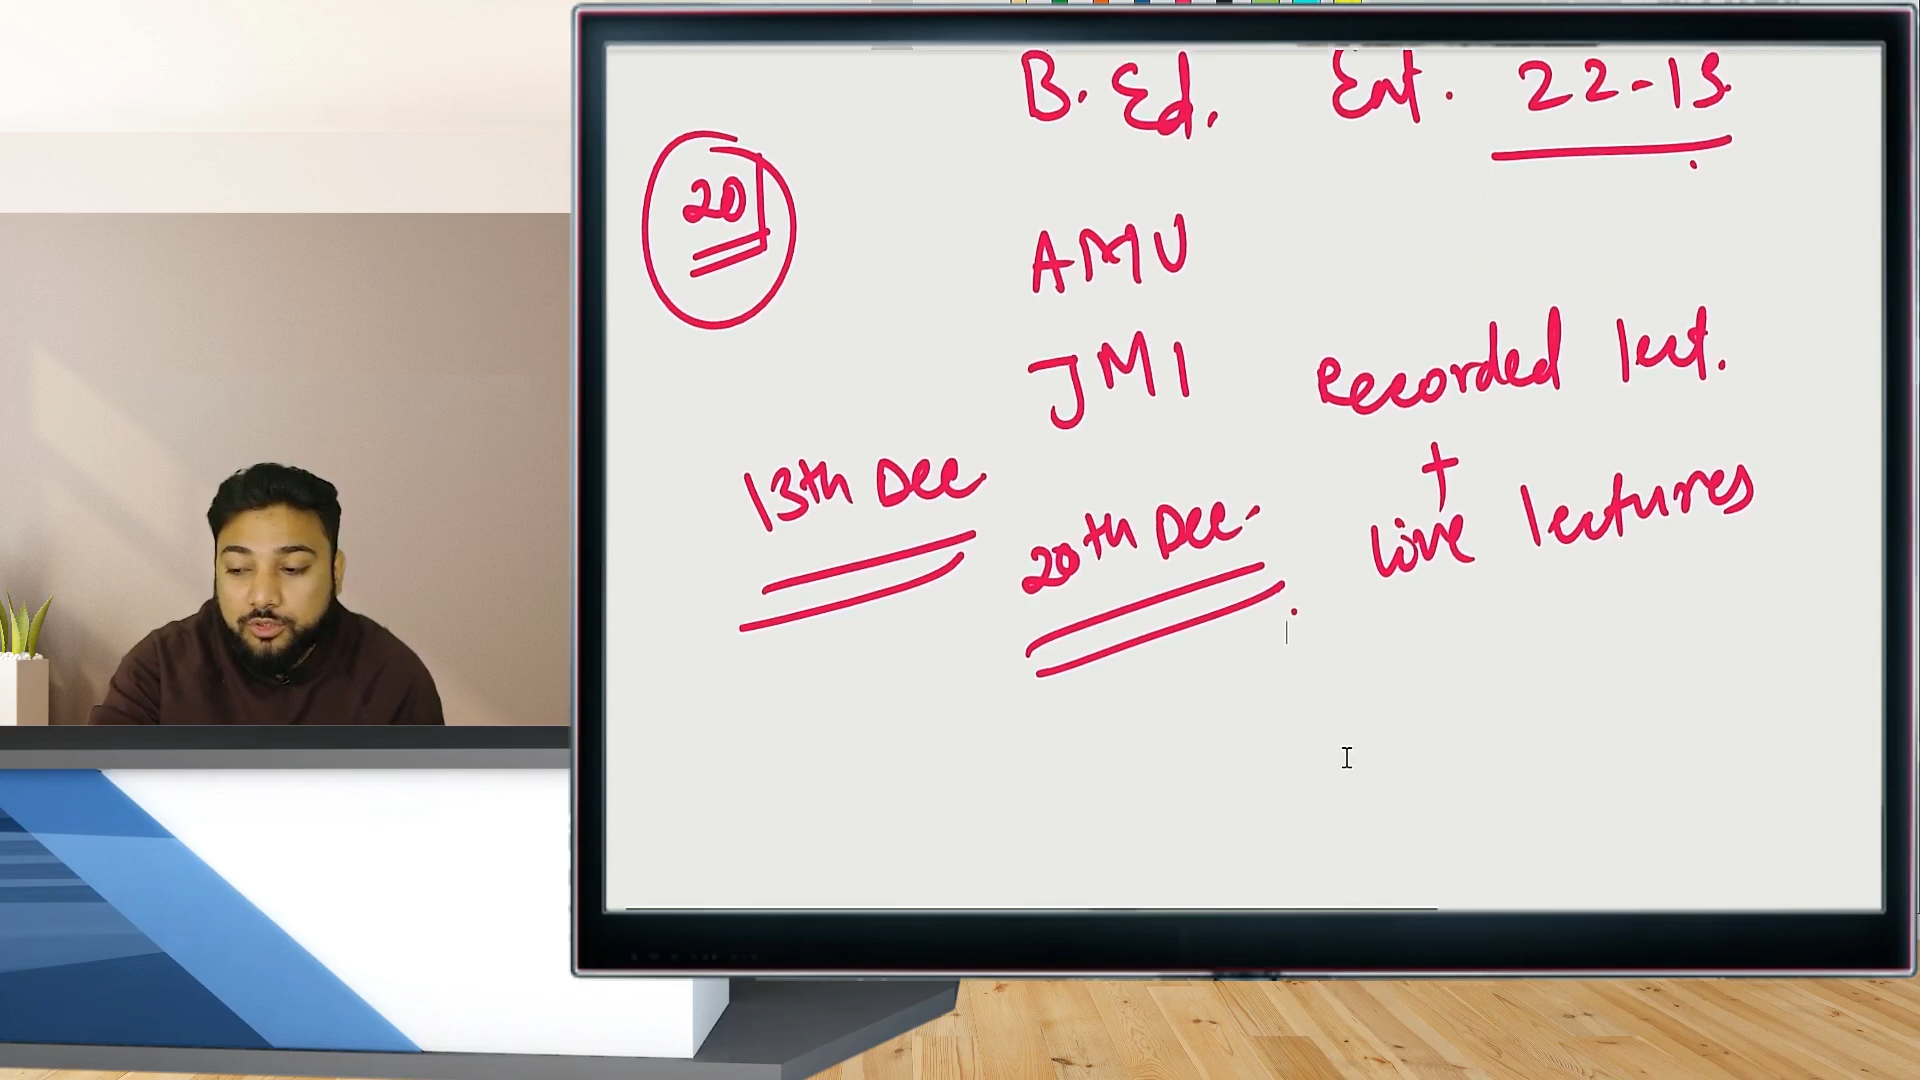 B. Ed. Ent. 22-13
20
AMU
JMI
Recorded lect.
+
Live lectures
13th Dec
20th Dec.